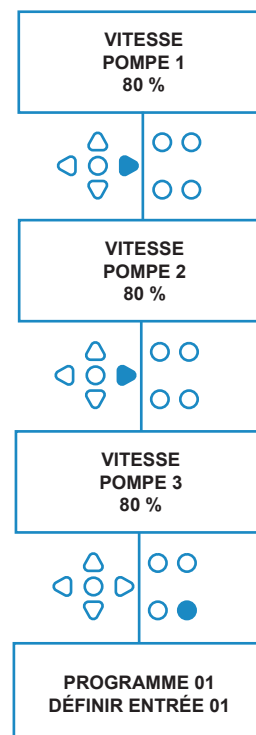 VITESSE
POMPE 1
80 %
VITESSE
POMPE 2
80 %
VITESSE
POMPE 3
80 %
PROGRAMME 01
DÉFINIR ENTRÉE 01